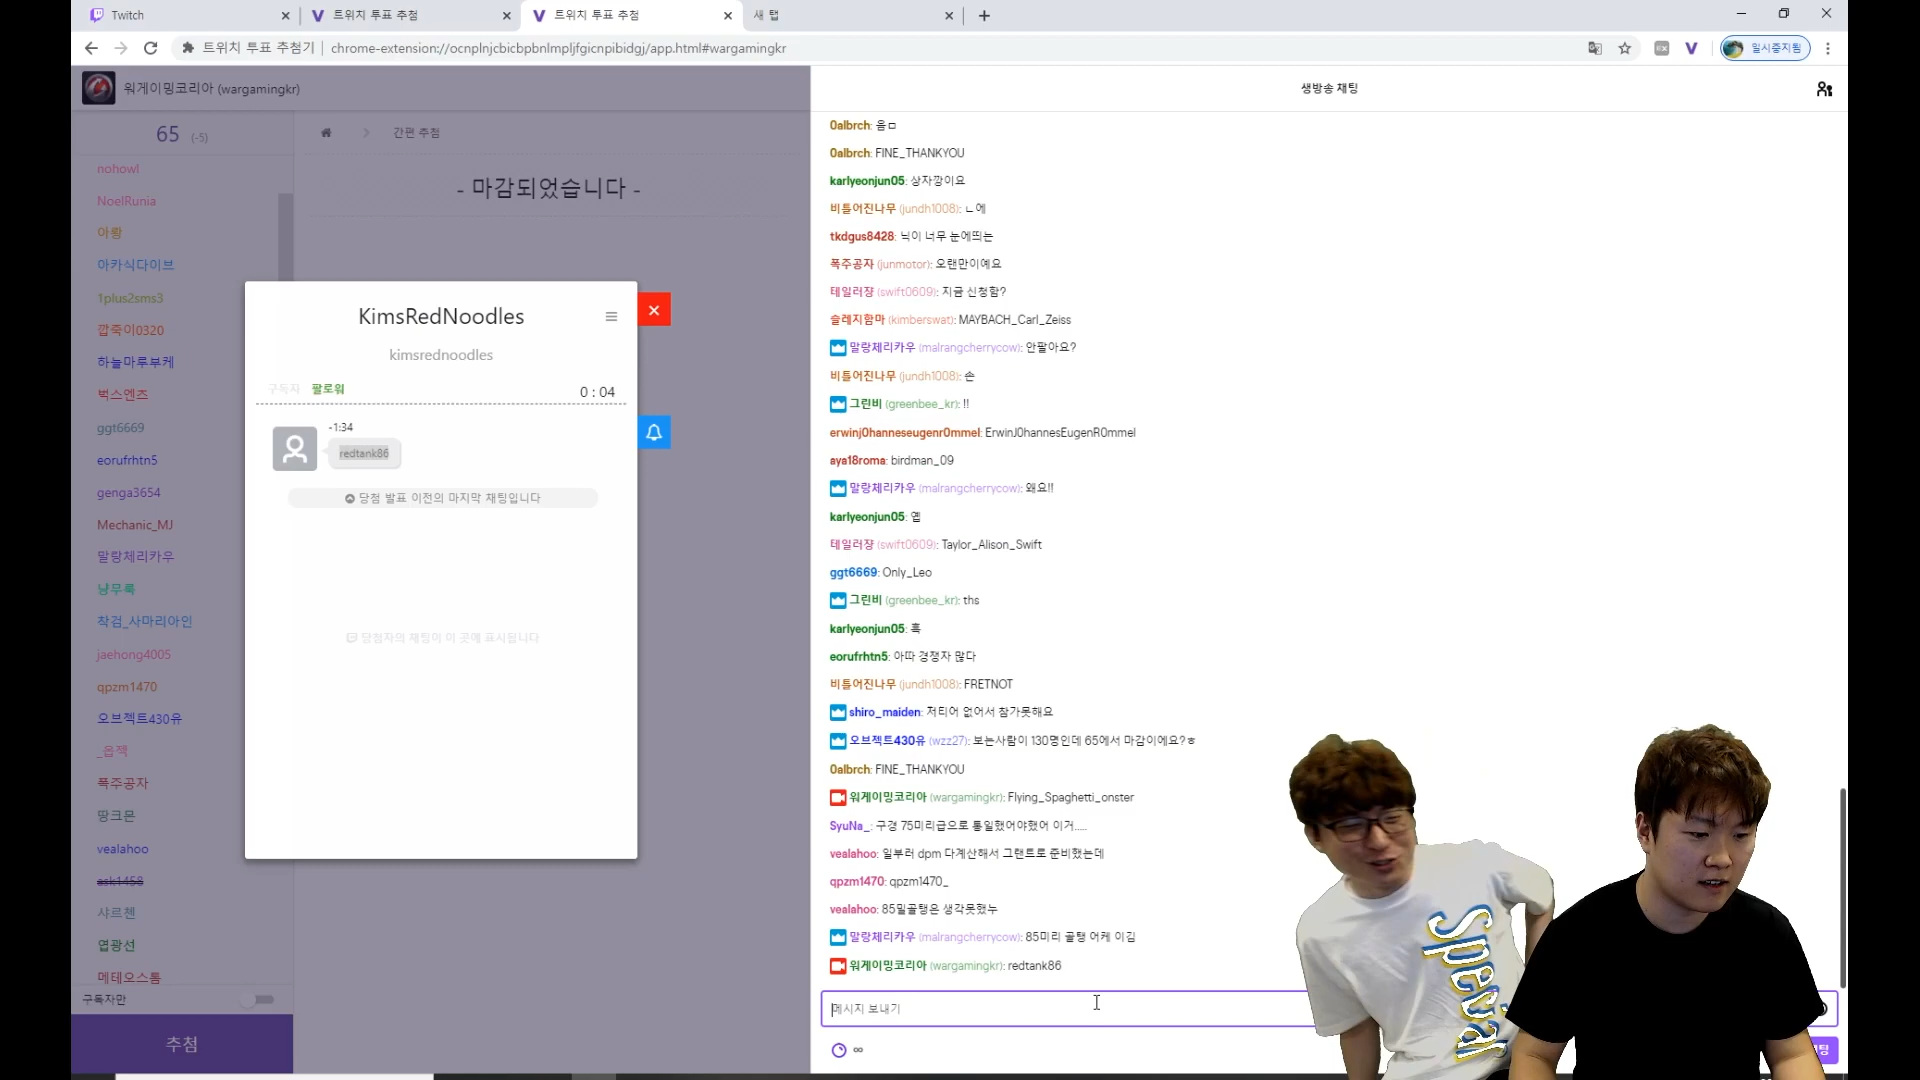 Twitch
트위치 투표 추첨
트위치 투표 추첨
새 탭
트위치 투표 추첨기 | chrome-extension://ocnplnjcbicbpbnlmpljfgicnpibidgj/app.html#wargamingkr
일시중지됨
워게이밍코리아 (wargamingkr)
65 (-5)
nohowl
NoelRunia
아뢍
아카식다이브
1plus2sms3
깜죽이0320
하늘마루부케
벅스엔즈
ggt6669
eorufrhtn5
genga3654
Mechanic_MJ
말랑체리카우
냥무룩
착검_사마리아인
jaehong4005
qpzm1470
오브젝트430유
_옵젝
폭주공자
땅크몬
vealahoo
ask1458
샤르첸
엽광선
메테오스톰
구독자만
추첨
간편 추첨
- 마감되었습니다 -
KimsRedNoodles
kimsrednoodles
구독자 팔로워
0 : 04
-1:34
redtank86
당첨 발표 이전의 마지막 채팅입니다
당첨자의 채팅이 이 곳에 표시됩니다
생방송 채팅
0albrch: 음ㅁ
0albrch: FINE_THANKYOU
karlyeonjun05: 상자깡이요
비틀어진나무 (jundh1008): ㄴ에
tkdgus8428: 닉이 너무 눈에띄는
폭주공자 (junmotor): 오랜만이예요
테일러쟝 (swift0609): 지금 신청함?
슬레지함마 (kimberswat): MAYBACH_Carl_Zeiss
말랑체리카우 (malrangcherrycow): 안팔아요?
비틀어진나무 (jundh1008): 손
그린비 (greenbee_kr): !!
erwinj0hanneseugenr0mmel: ErwinJ0hannesEugenR0mmel
aya18roma: birdman_09
말랑체리카우 (malrangcherrycow): 왜요!!
karlyeonjun05: 옙
테일러쟝 (swift0609): Taylor_Alison_Swift
ggt6669: Only_Leo
그린비 (greenbee_kr): ths
karlyeonjun05: 흑
eorufrhtn5: 아따 경쟁자 많다
비틀어진나무 (jundh1008): FRETNOT
shiro_maiden: 저티어 없어서 참가못해요
오브젝트430유 (wzz27): 보는사람이 130명인데 65에서 마감이에요?ㅎ
0albrch: FINE_THANKYOU
워게이밍코리아 (wargamingkr): Flying_Spaghetti_onster
SyuNa_: 구경 75미리급으로 통일했어야했어 이거.....
vealahoo: 일부러 dpm 다계산해서 그랜트로 준비했는데
qpzm1470: qpzm1470_
vealahoo: 85밀골탱은 생각못했누
말랑체리카우 (malrangcherrycow): 85미리 골탱 어케 이김
워게이밍코리아 (wargamingkr): redtank86
메시지 보내기
∞
Special